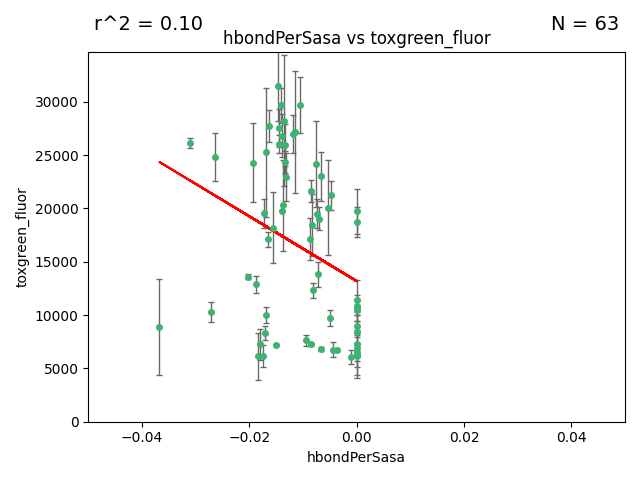 r^2 = 0.10
N = 63
hbondPerSasa vs toxgreen_fluor
30000
25000
20000
15000
10000
5000
0
toxgreen_fluor
−0.04
−0.02
0.00
0.02
0.04
hbondPerSasa